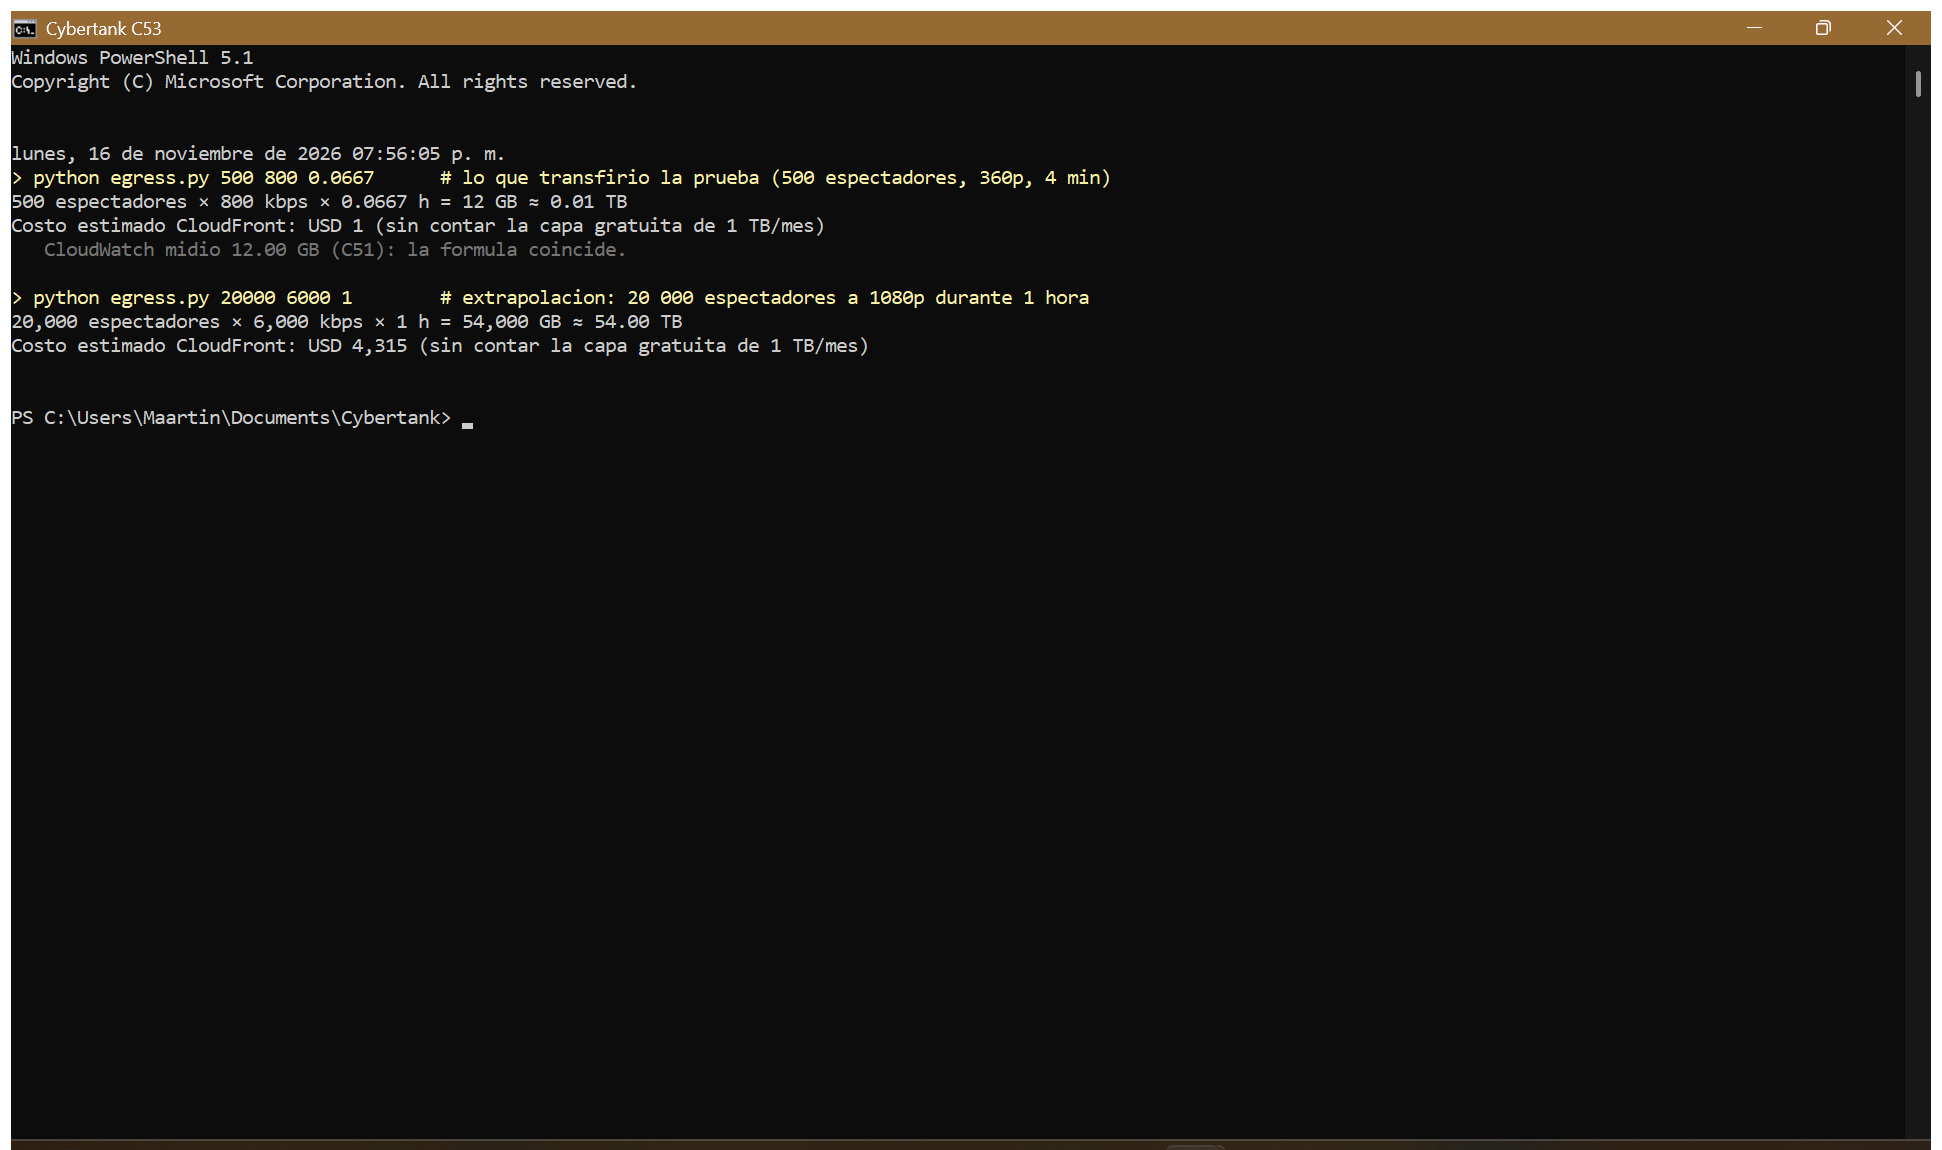 Cybertank C53
Windows PowerShell 5.1
Copyright (C) Microsoft Corporation. All rights reserved.
lunes, 16 de noviembre de 2026 07:56:05 p. m.
> python egress.py 500 800 0.0667      # lo que transfirio la prueba (500 espectadores, 360p, 4 min)
500 espectadores × 800 kbps × 0.0667 h = 12 GB ≈ 0.01 TB
Costo estimado CloudFront: USD 1 (sin contar la capa gratuita de 1 TB/mes)
   CloudWatch midio 12.00 GB (C51): la formula coincide.
> python egress.py 20000 6000 1        # extrapolacion: 20 000 espectadores a 1080p durante 1 hora
20,000 espectadores × 6,000 kbps × 1 h = 54,000 GB ≈ 54.00 TB
Costo estimado CloudFront: USD 4,315 (sin contar la capa gratuita de 1 TB/mes)
PS C:\Users\Maartin\Documents\Cybertank>